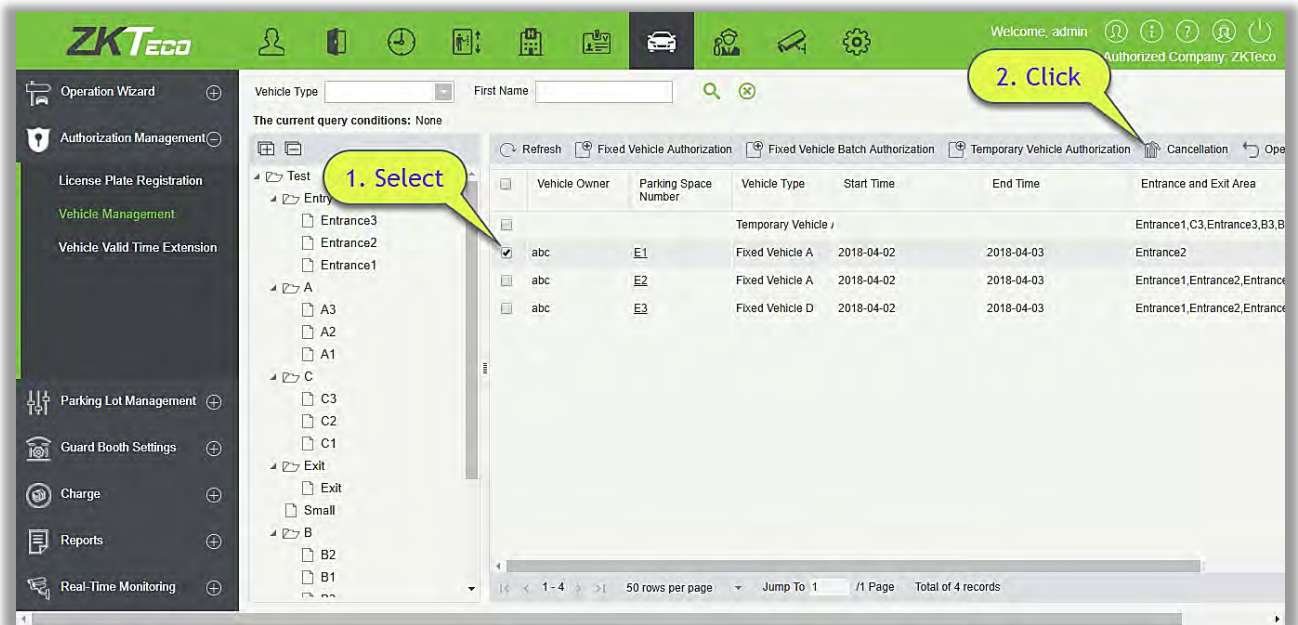 ZKTeco
Welcome, admin
Authorized Company: ZKTeco
2. Click
Operation Wizard
Authorization Management
License Plate Registration
Vehicle Management
Vehicle Valid Time Extension
Parking Lot Management
Guard Booth Settings
Charge
Reports
Real-Time Monitoring
Vehicle Type First Name
The current query conditions: None
1. Select
Test
Entry
Entrance3
Entrance2
Entrance1
A
A3
A2
A1
C
C3
C2
C1
Exit
Exit
Small
B
B2
B1
Refresh Fixed Vehicle Authorization Fixed Vehicle Batch Authorization Temporary Vehicle Authorization Cancellation Ope
Vehicle Owner Parking Space Number Vehicle Type Start Time End Time Entrance and Exit Area
Temporary Vehicle Entrance1,C3,Entrance3,B3,B
abc E1 Fixed Vehicle A 2018-04-02 2018-04-03 Entrance2
abc E2 Fixed Vehicle A 2018-04-02 2018-04-03 Entrance1,Entrance2,Entrance
abc E3 Fixed Vehicle D 2018-04-02 2018-04-03 Entrance1,Entrance2,Entrance
1-4 50 rows per page Jump To 1 /1 Page Total of 4 records